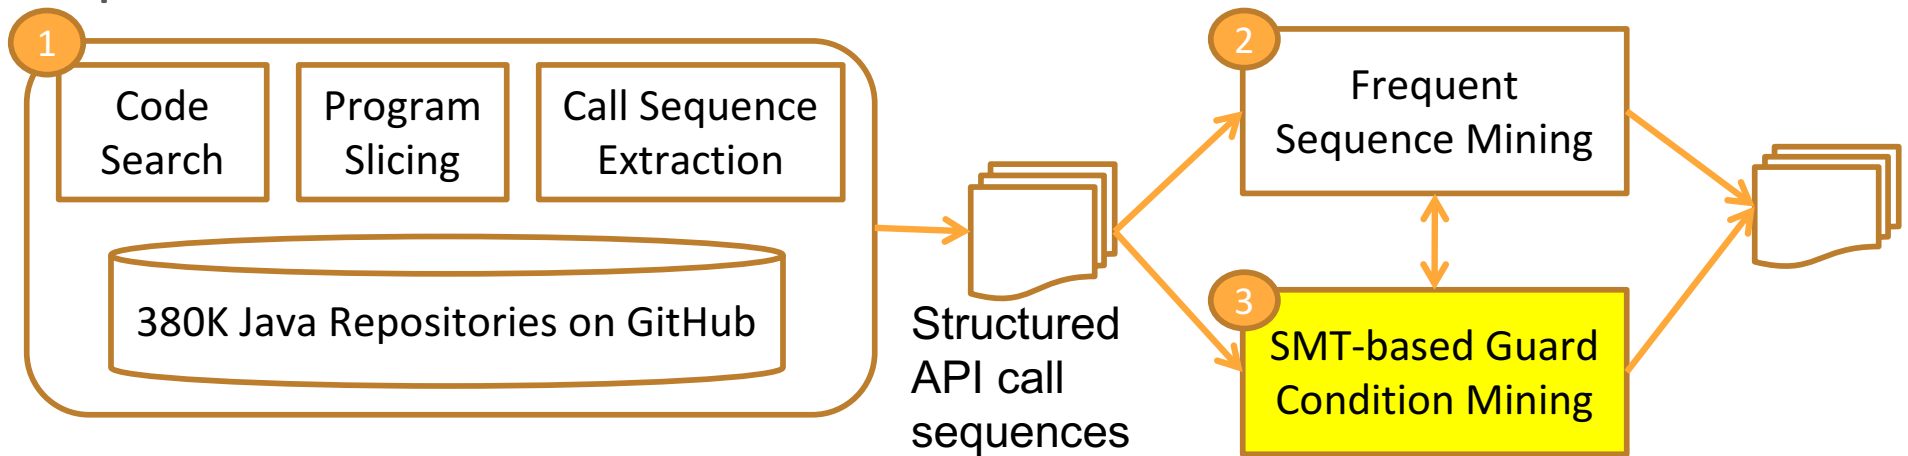 1
Code
Search
Program
Slicing
Call Sequence
Extraction
380K Java Repositories on GitHub
Structured
API call
sequences
2
Frequent
Sequence Mining
3
SMT-based Guard
Condition Mining